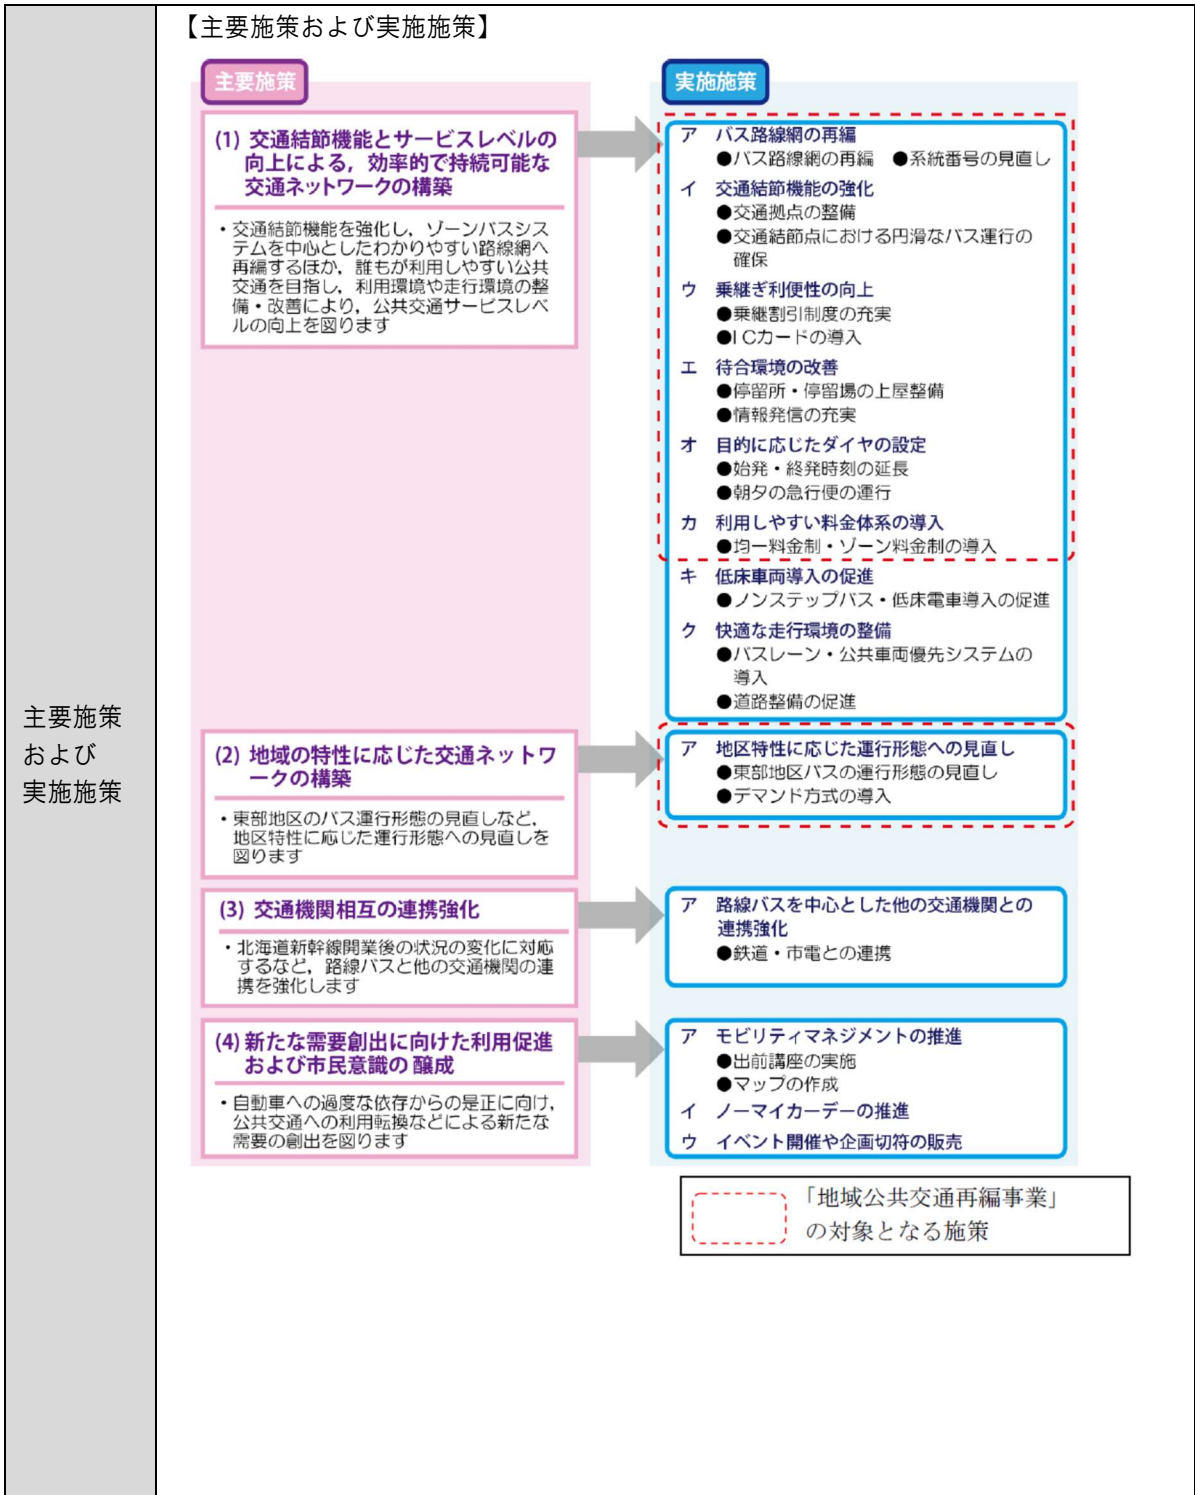 【主要施策および実施施策】
主要施策
および
実施施策
主要施策
(1) 交通結節機能とサービスレベルの
向上による，効率的で持続可能な
交通ネットワークの構築
・交通結節機能を強化し，ゾーンバスシス
テムを中心としたわかりやすい路線網へ
再編するほか，誰もが利用しやすい公共
交通を目指し，利用環境や走行環境の整
備・改善により，公共交通サービスレベ
ルの向上を図ります
実施施策
ア バス路線網の再編
●バス路線網の再編 ●系統番号の見直し
イ 交通結節機能の強化
●交通拠点の整備
●交通結節点における円滑なバス運行の
確保
ウ 乗継ぎ利便性の向上
●乗継割引制度の充実
●ICカードの導入
エ 待合環境の改善
●停留所・停留場の上屋整備
●情報発信の充実
オ 目的に応じたダイヤの設定
●始発・終発時刻の延長
●朝夕の急行便の運行
カ 利用しやすい料金体系の導入
●均一料金制・ゾーン料金制の導入
キ 低床車両導入の促進
●ノンステップバス・低床電車導入の促進
ク 快適な走行環境の整備
●バスレーン・公共車両優先システムの
導入
●道路整備の促進
(2) 地域の特性に応じた交通ネットワ
ークの構築
・東部地区のバス運行形態の見直しなど，
地区特性に応じた運行形態への見直しを
図ります
ア 地区特性に応じた運行形態への見直し
●東部地区バスの運行形態の見直し
●デマンド方式の導入
(3) 交通機関相互の連携強化
・北海道新幹線開業後の状況の変化に対応
するなど，路線バスと他の交通機関の連
携を強化します
ア 路線バスを中心とした他の交通機関との
連携強化
●鉄道・市電との連携
(4) 新たな需要創出に向けた利用促進
および市民意識の 醸成
・自動車への過度な依存からの是正に向け，
公共交通への利用転換などによる新たな
需要の創出を図ります
ア モビリティマネジメントの推進
●出前講座の実施
●マップの作成
イ ノーマイカーデーの推進
ウ イベント開催や企画切符の販売
「地域公共交通再編事業」
の対象となる施策